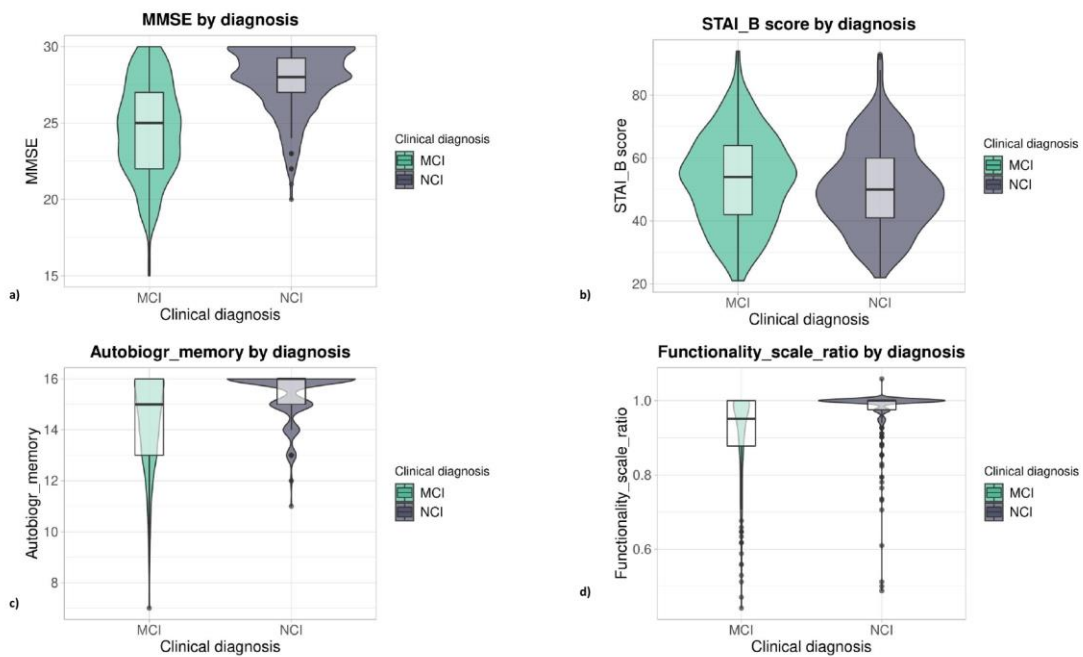 MMSE by diagnosis
30
25
20
15
MMSE
MCI
NCI
Clinical diagnosis
Clinical diagnosis
MCI
NCI
a)
STAI_B score by diagnosis
80
60
40
20
STAI_B score
MCI
NCI
Clinical diagnosis
Clinical diagnosis
MCI
NCI
b)
Autobiogr_memory by diagnosis
16
14
12
10
8
Autobiogr_memory
MCI
NCI
Clinical diagnosis
Clinical diagnosis
MCI
NCI
c)
Functionality_scale_ratio by diagnosis
1.0
0.8
0.6
Functionality_scale_ratio
MCI
NCI
Clinical diagnosis
Clinical diagnosis
MCI
NCI
d)